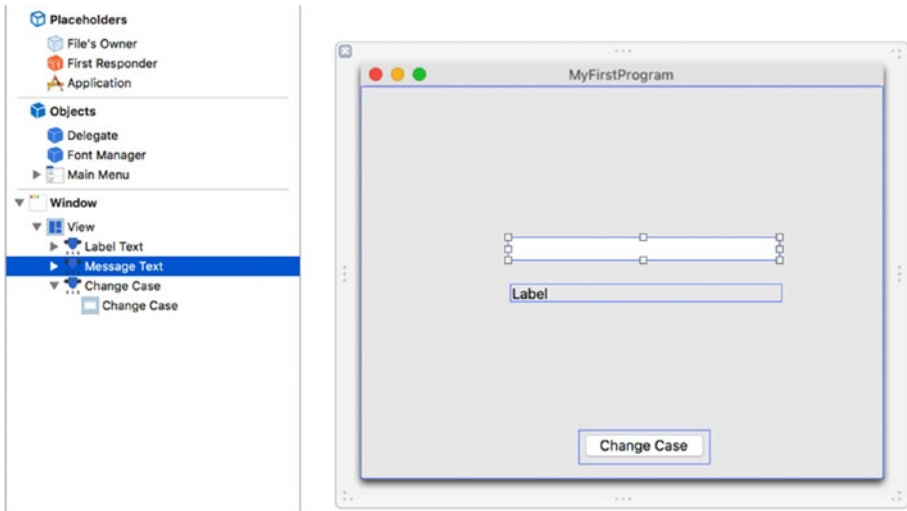 Placeholders
File's Owner
First Responder
Application
Objects
Delegate
Font Manager
Main Menu
Window
View
Label Text
Message Text
Change Case
Change Case
MyFirstProgram
Label
Change Case